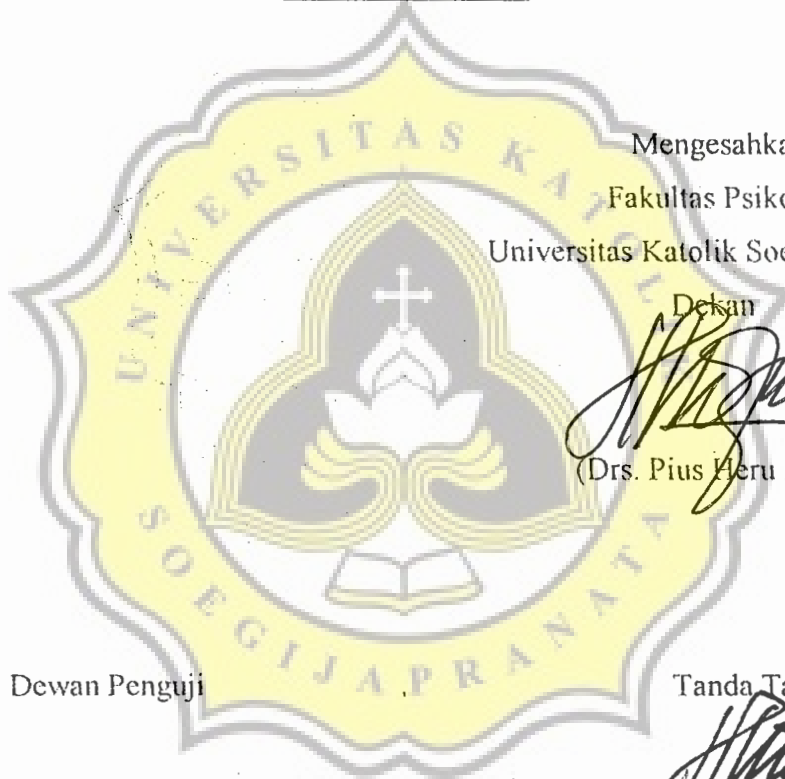 UNIVERSITAS KATOLIK
Mengesahka
Fakultas Psiko
Universitas Katolik Soe
Dekan
(Drs. Pius Heru
SOEGIJAPRANATA
Dewan Penguji
Tanda Ta